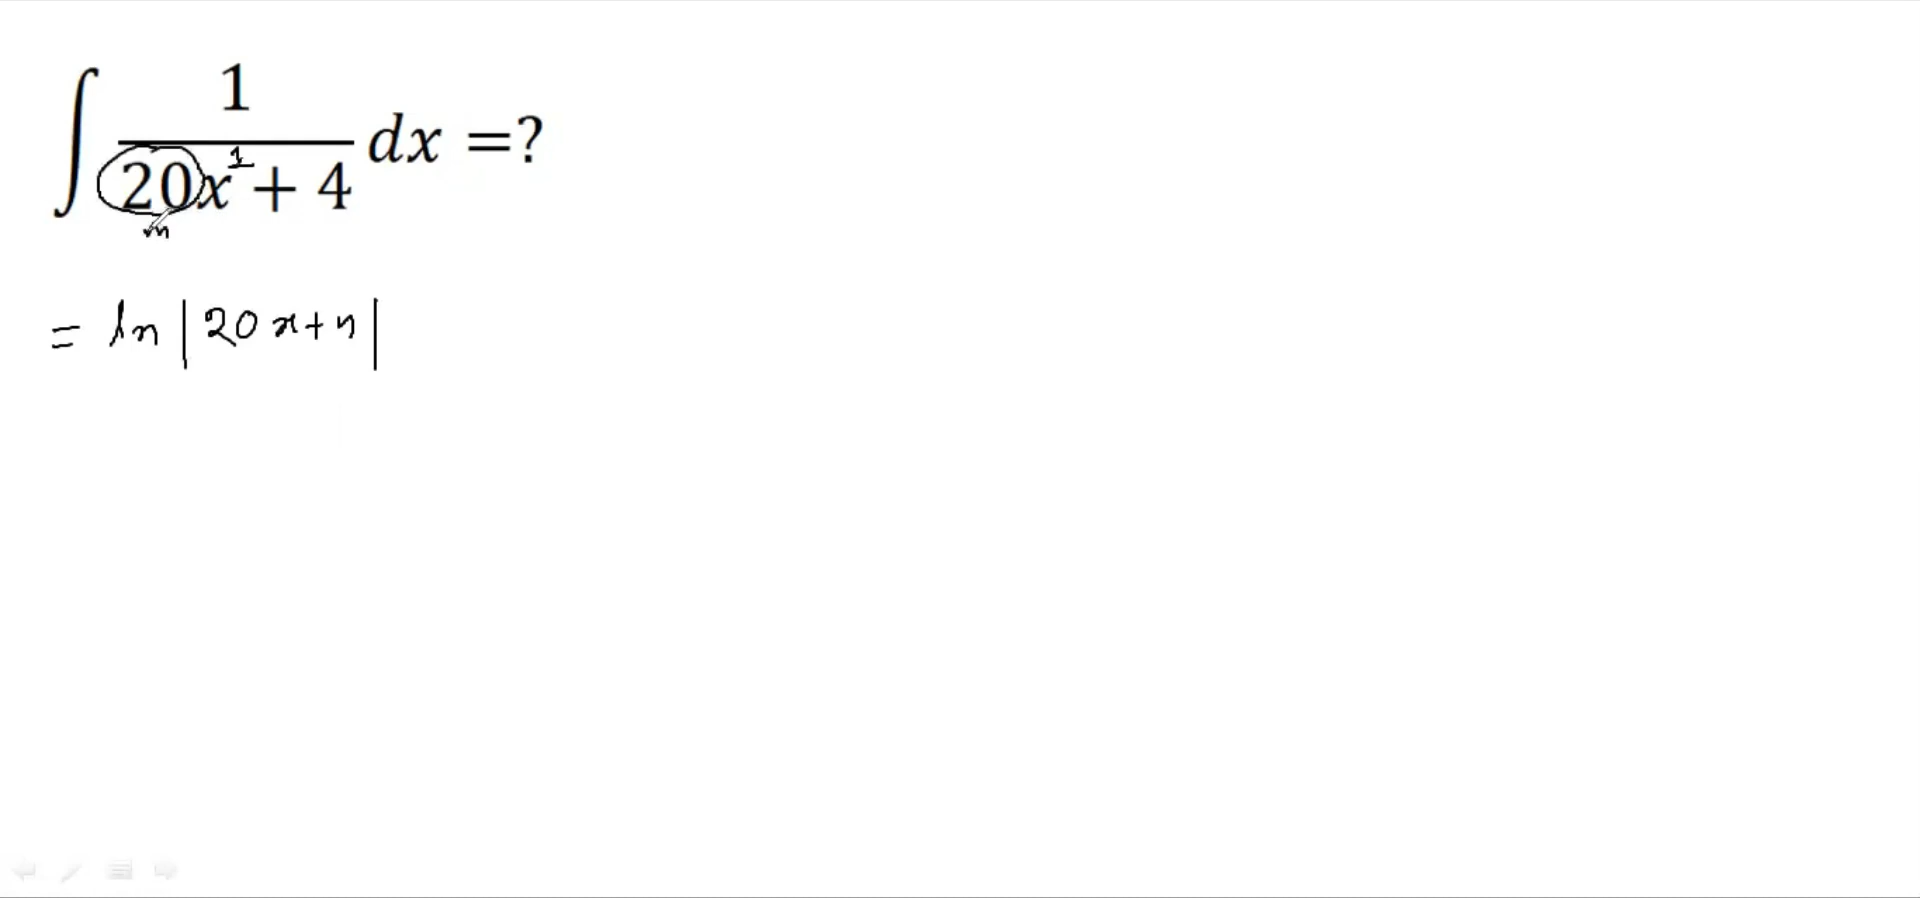 ∫ 1/(20x¹ + 4) dx =?
m
= ln |20x+4|